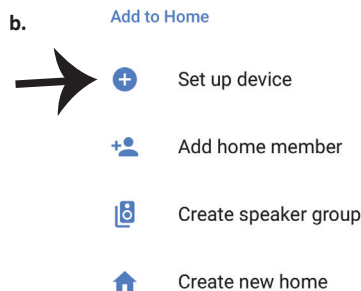 b.
Add to Home
Set up device
Add home member
Create speaker group
Create new home